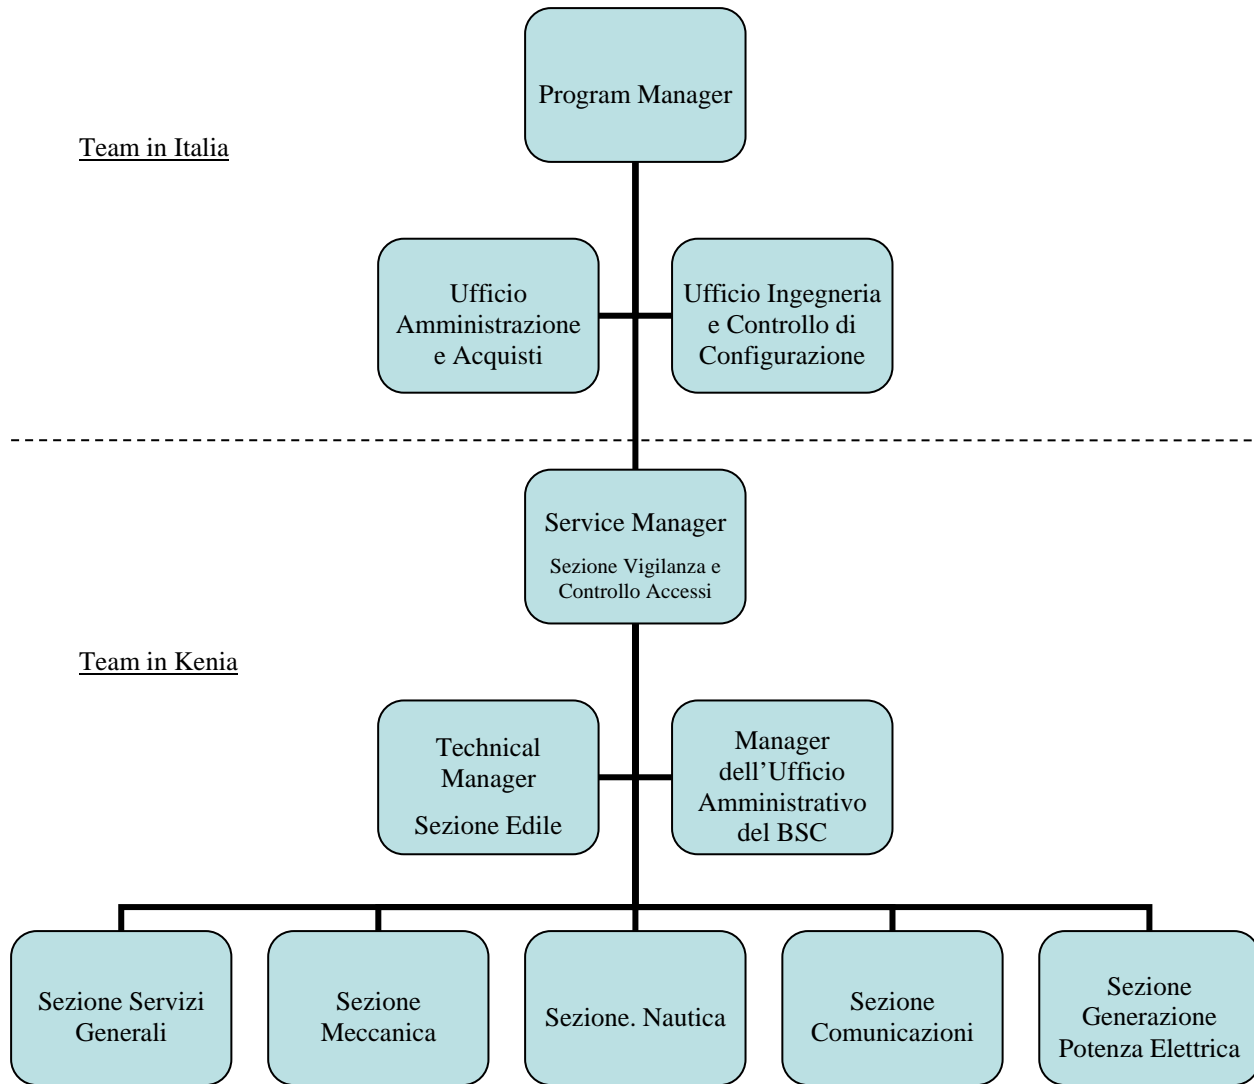 Program Manager
Team in Italia
Ufficio
Amministrazione
e Acquisti
Ufficio Ingegneria
e Controllo di
Configurazione
Service Manager
Sezione Vigilanza e
Controllo Accessi
Team in Kenia
Technical
Manager
Sezione Edile
Manager
dell’Ufficio
Amministrativo
del BSC
Sezione Servizi
Generali
Sezione
Meccanica
Sezione. Nautica
Sezione
Comunicazioni
Sezione
Generazione
Potenza Elettrica